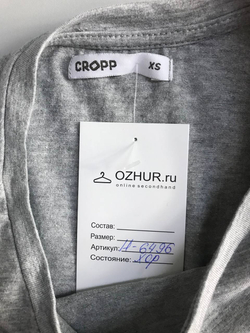 CROPP XS
OZHUR.ru
online secondhand
Состав:
Размер:
Артикул: 11-6496
Состояние: хор